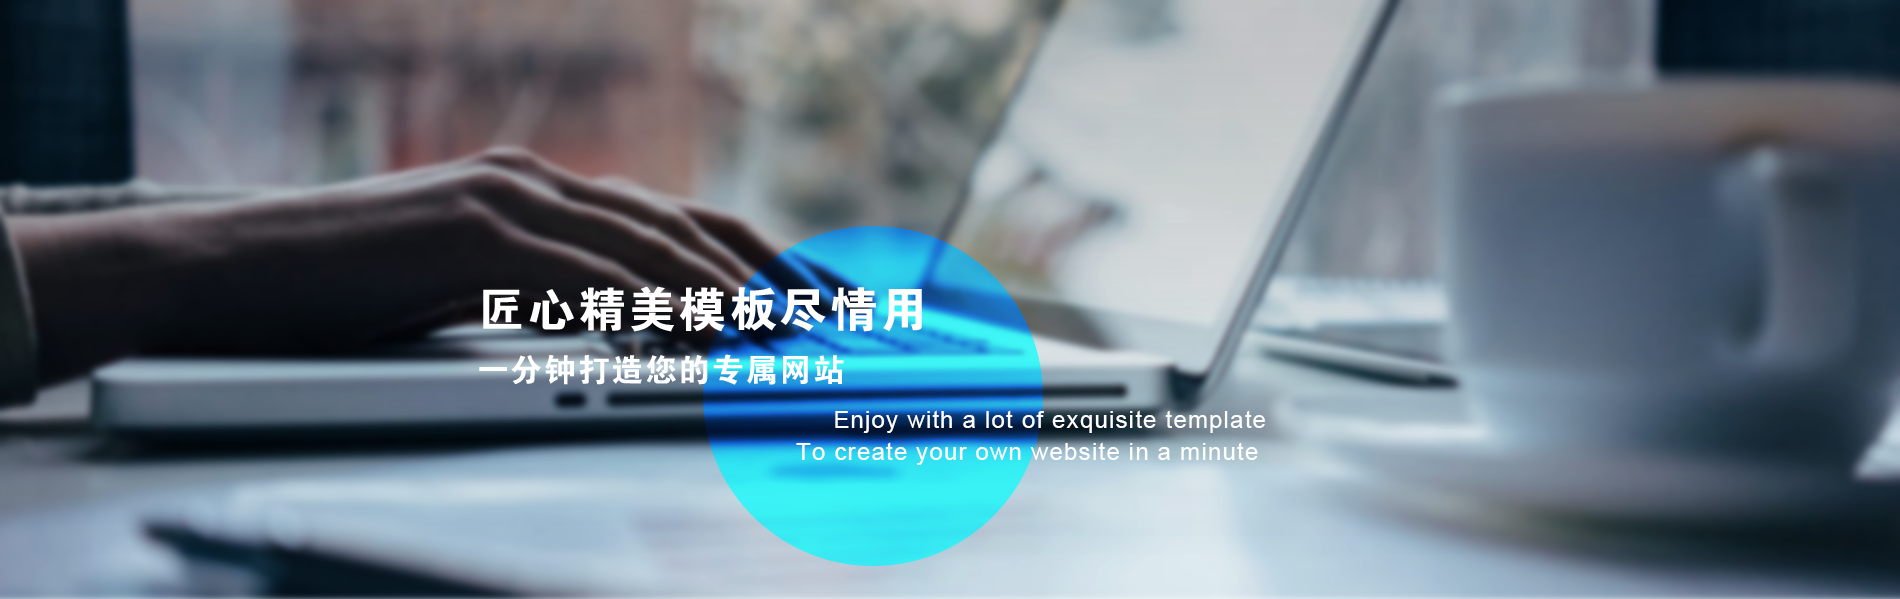 匠心精美模板尽情用
一分钟打造您的专属网站
Enjoy with a lot of exquisite template
To create your own website in a minute